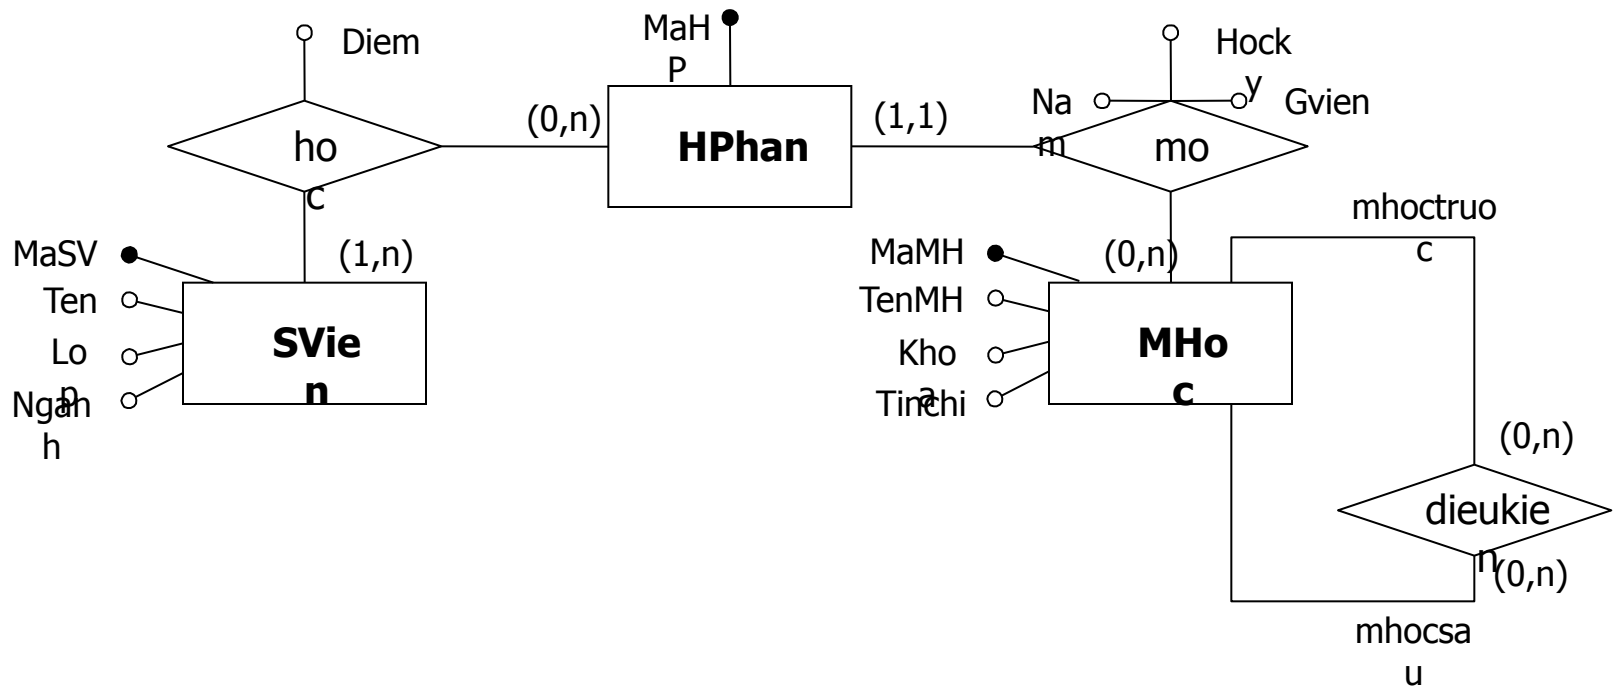 Diem
MaH
P
Hock
y
Na
m
Gvien
(0,n)
(1,1)
HPhan
ho
c
mo
mhoctruo
c
MaSV
(1,n)
MaMH
(0,n)
Ten
TenMH
SVie
n
MHo
c
Lo
p
Kho
a
Ngan
h
Tinchi
(0,n)
dieukie
n
(0,n)
mhocsa
u